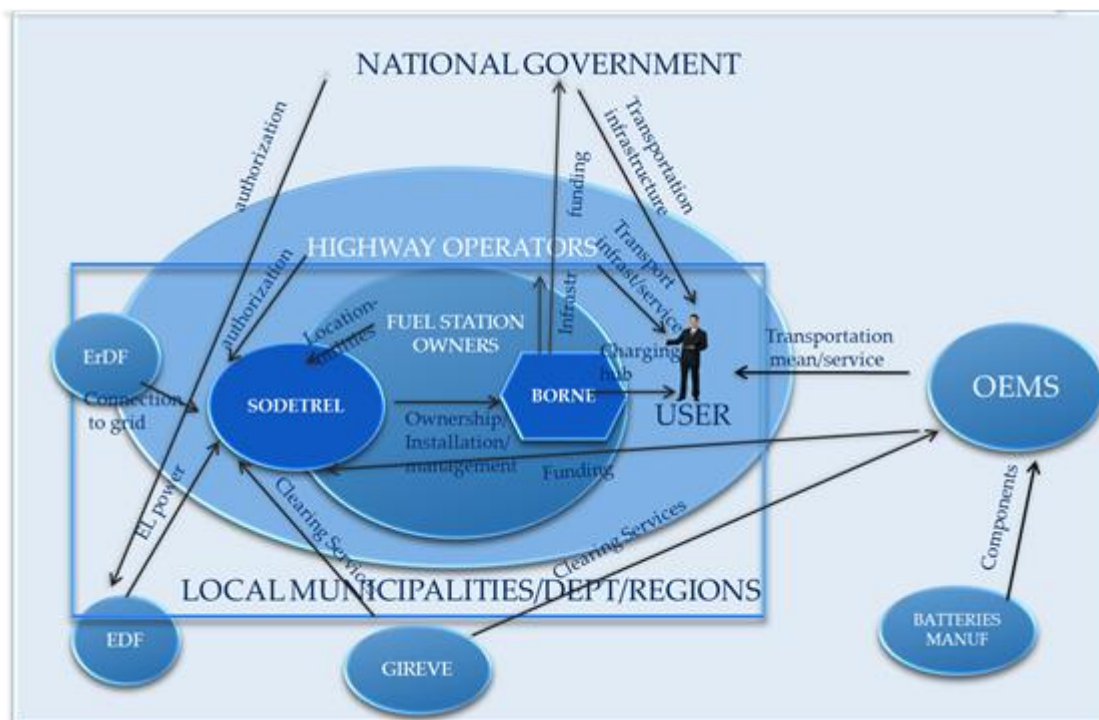 NATIONAL GOVERNMENT
authorization
funding
Transportation
infrastructure
HIGHWAY OPERATORS
Transport
infrast/service
authorization
Location-
Infrastr
FUEL STATION
OWNERS
ErDF
Connection
to grid
SODETREL
Ownership/
Installation/
management
BORNE
Charging
hub
USER
Transportation
mean/service
OEMS
Funding
EL power
Clearing Services
Clearing Services
Components
LOCAL MUNICIPALITIES/DEPT/REGIONS
EDF
GIREVE
BATTERIES
MANUF